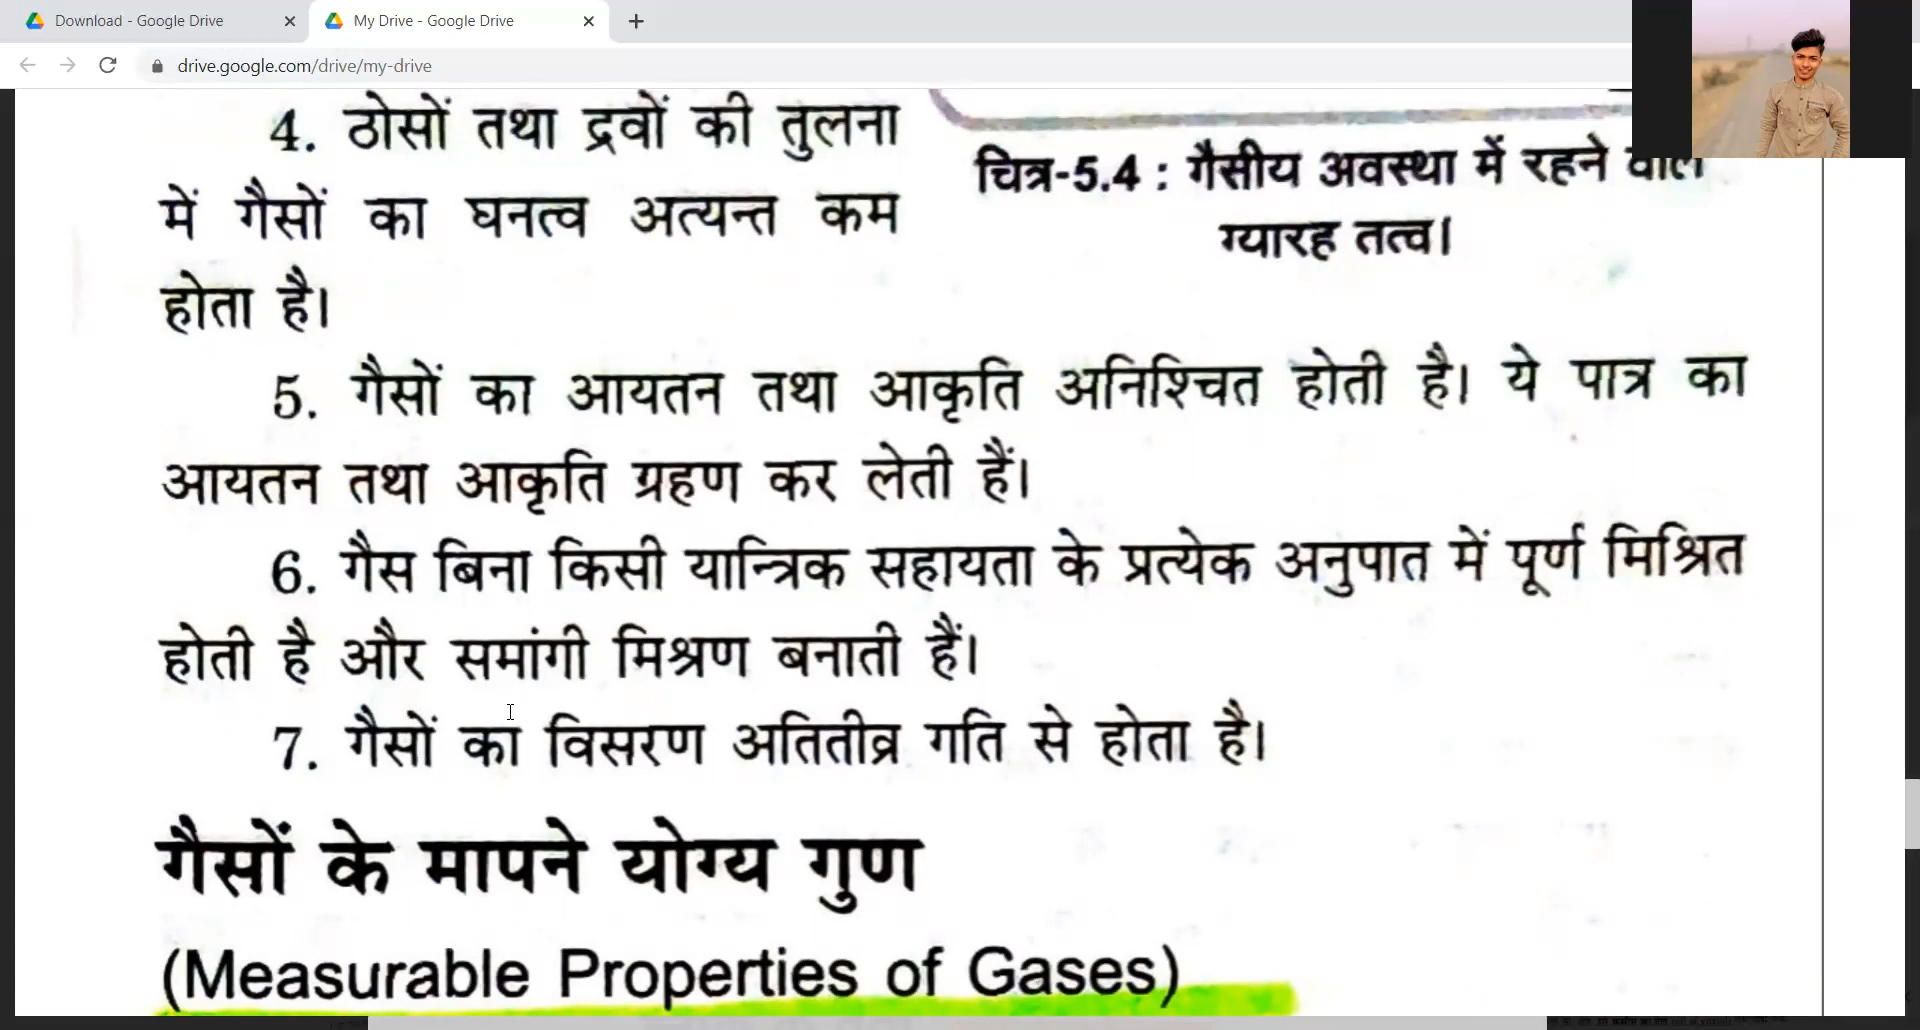 Download - Google Drive
My Drive - Google Drive
drive.google.com/drive/my-drive
4. ठोसों तथा द्रवों की तुलना
में गैसों का घनत्व अत्यन्त कम
होता है।
चित्र-5.4 : गैसीय अवस्था में रहने वाले
ग्यारह तत्व।
5. गैसों का आयतन तथा आकृति अनिश्चित होती है। ये पात्र का
आयतन तथा आकृति ग्रहण कर लेती हैं।
6. गैस बिना किसी यान्त्रिक सहायता के प्रत्येक अनुपात में पूर्ण मिश्रित
होती है और समांगी मिश्रण बनाती हैं।
7. गैसों का विसरण अतितीव्र गति से होता है।
गैसों के मापने योग्य गुण
(Measurable Properties of Gases)